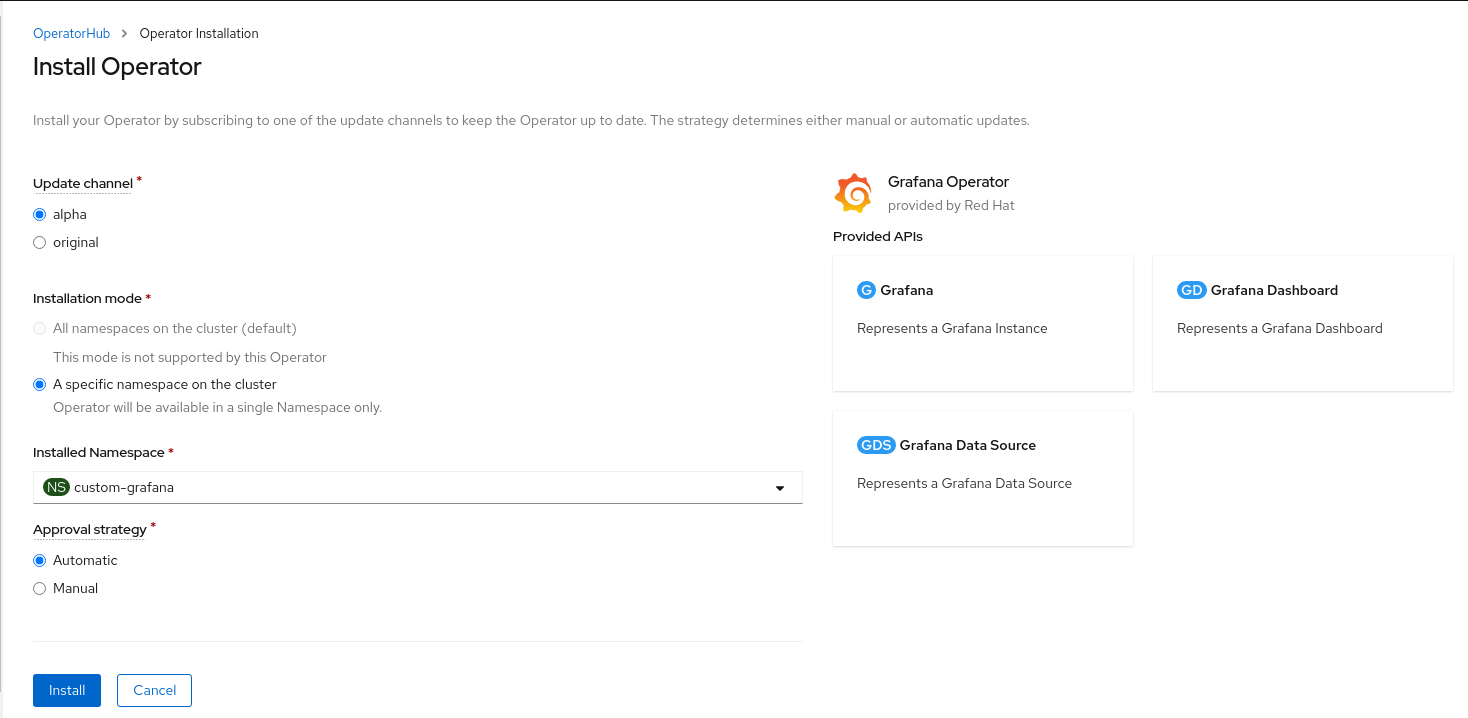 OperatorHub > Operator Installation
Install Operator
Install your Operator by subscribing to one of the update channels to keep the Operator up to date. The strategy determines either manual or automatic updates.
Update channel *
alpha
original
Installation mode *
All namespaces on the cluster (default)
This mode is not supported by this Operator
A specific namespace on the cluster
Operator will be available in a single Namespace only.
Installed Namespace *
NS custom-grafana
Approval strategy *
Automatic
Manual
Install Cancel
Grafana Operator
provided by Red Hat
Provided APIs
G Grafana
Represents a Grafana Instance
GD Grafana Dashboard
Represents a Grafana Dashboard
GDS Grafana Data Source
Represents a Grafana Data Source